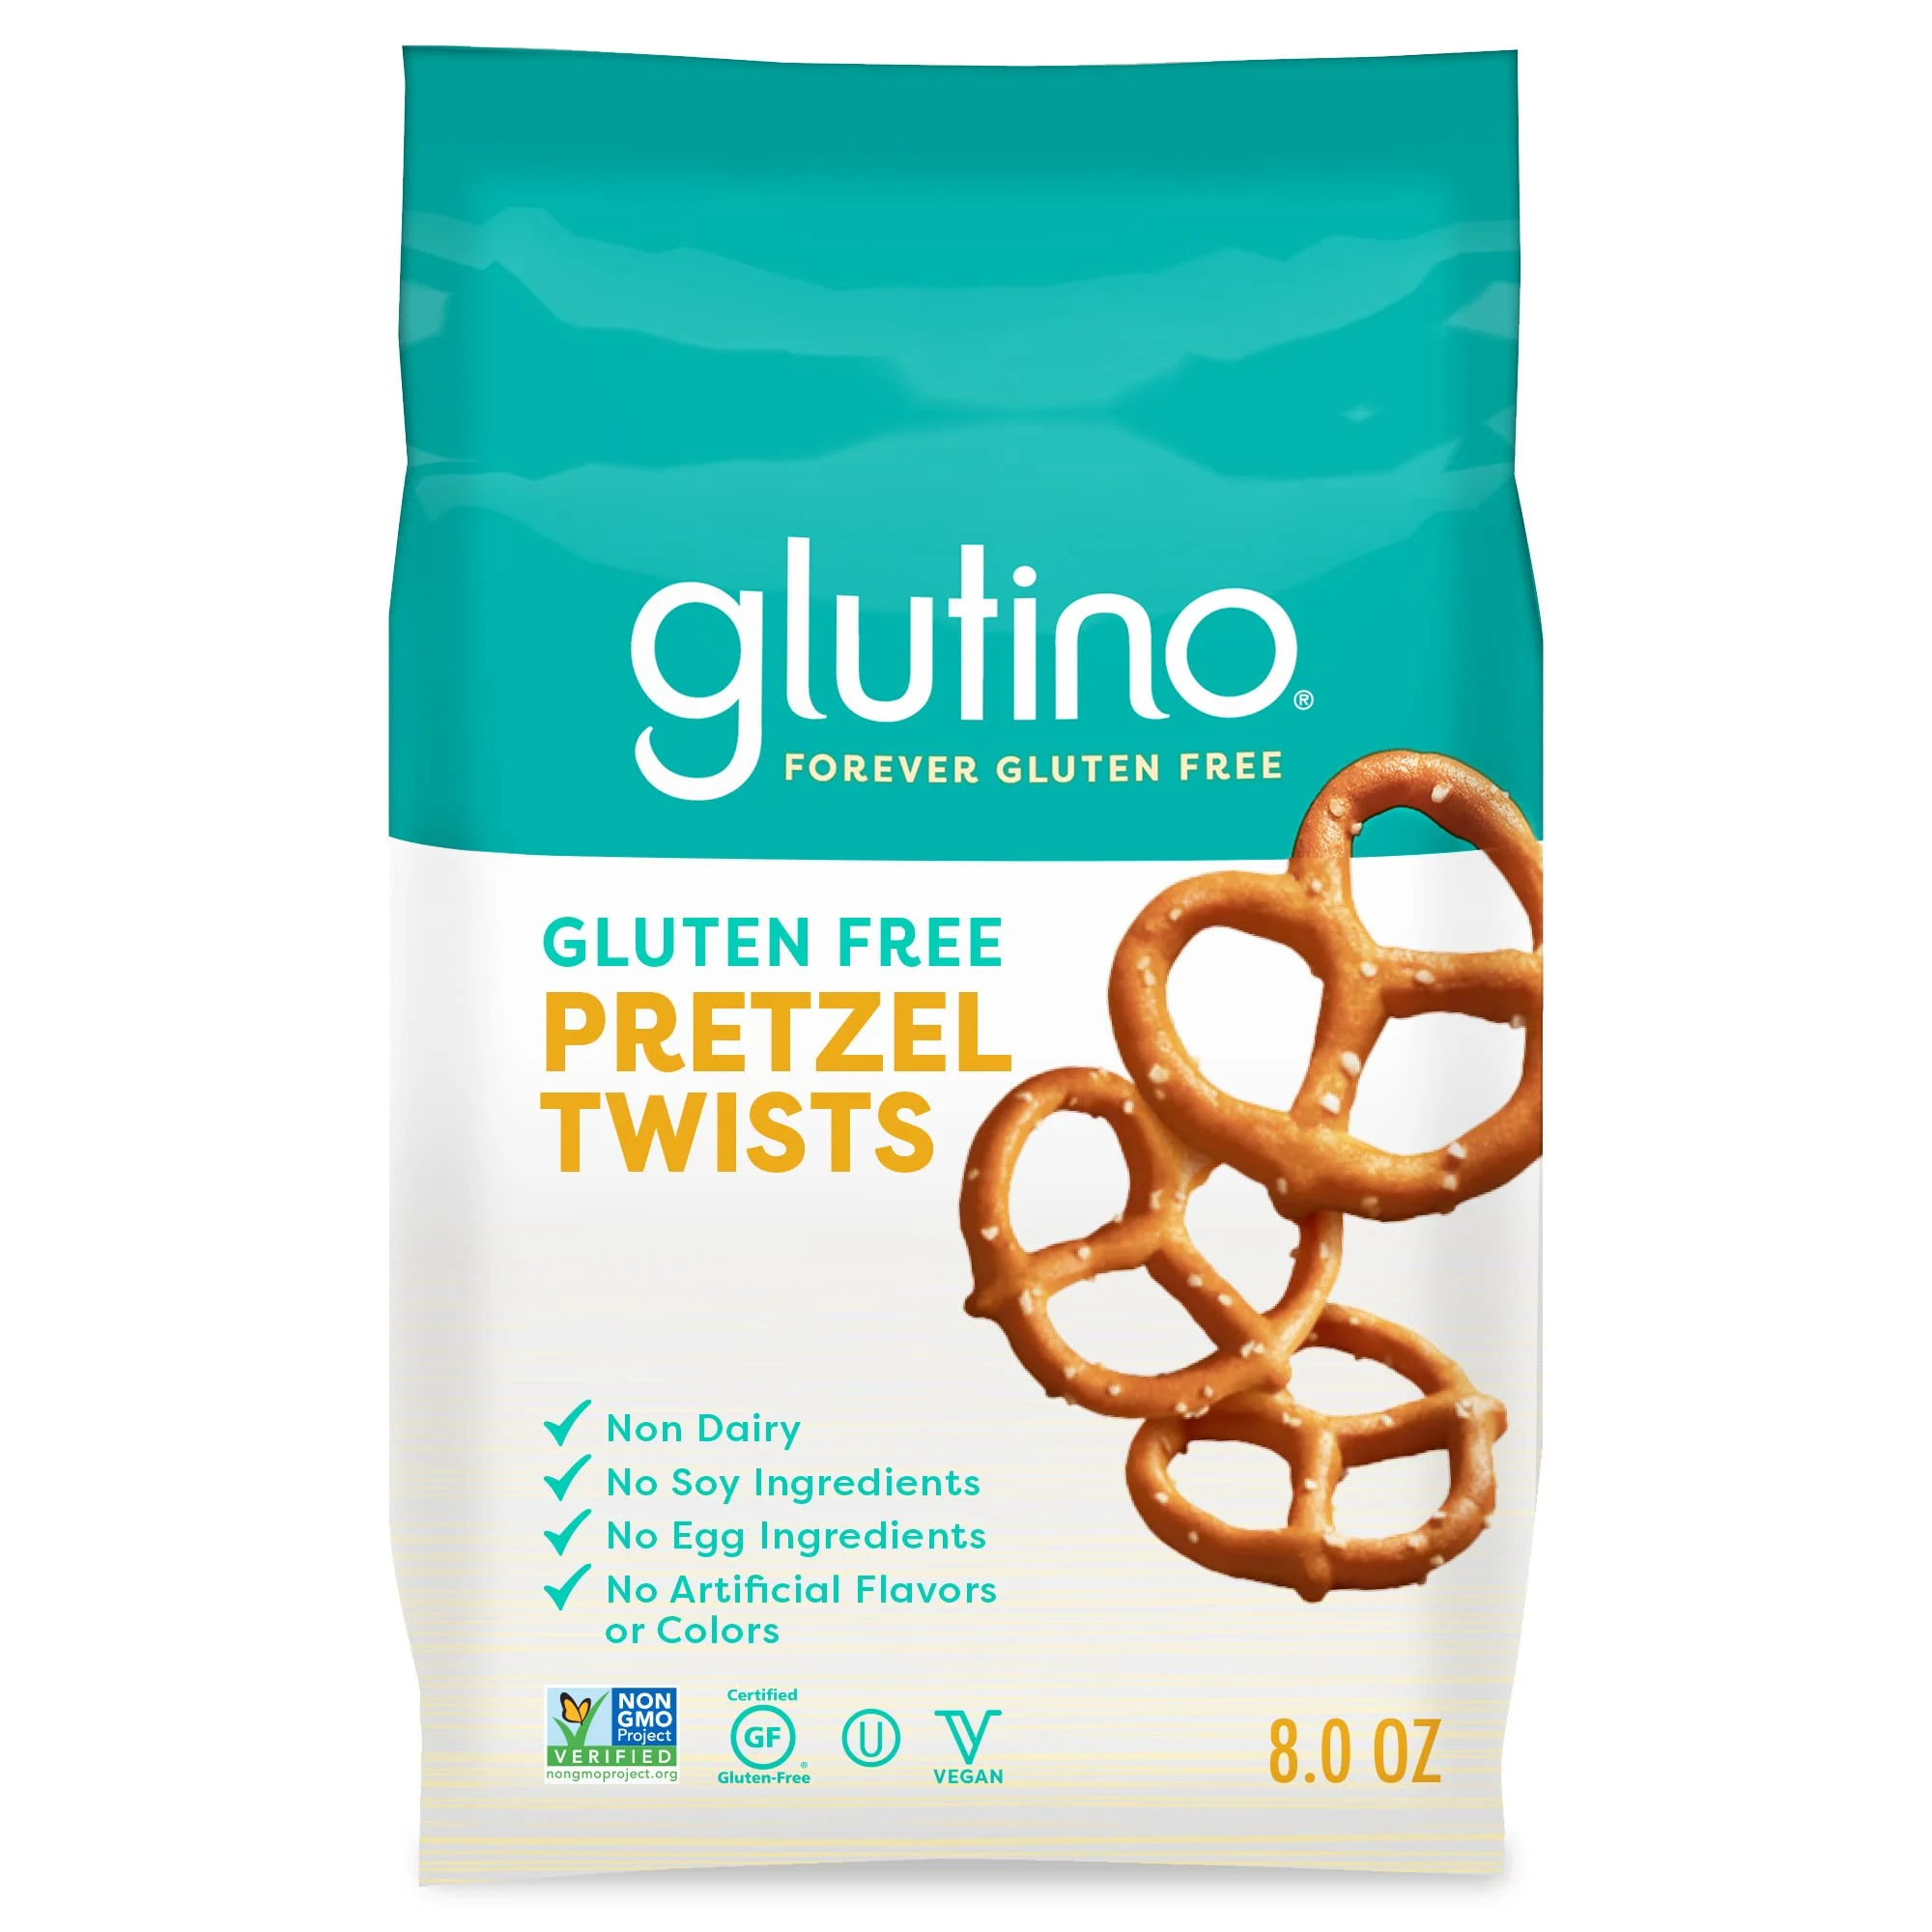 glutino®
FOREVER GLUTEN FREE
GLUTEN FREE
PRETZEL
TWISTS
Non Dairy
No Soy Ingredients
No Egg Ingredients
No Artificial Flavors
or Colors
NON
GMO
Project
VERIFIED
nongmoproject.org
Certified
GF
®
Gluten-Free
U
V
VEGAN
8.0 OZ